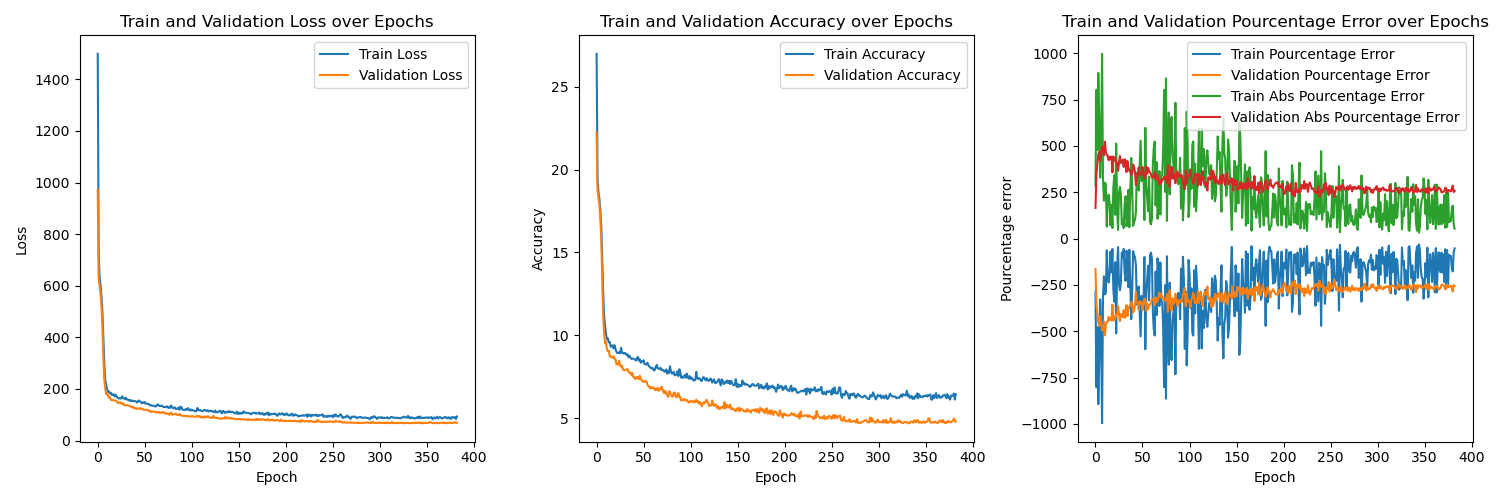 Train and Validation Loss over Epochs
Train Loss
Validation Loss
1400
1200
1000
800
600
400
200
0
Loss
0 50 100 150 200 250 300 350 400
Epoch
Train and Validation Accuracy over Epochs
Train Accuracy
Validation Accuracy
25
20
15
10
5
Accuracy
0 50 100 150 200 250 300 350 400
Epoch
Train and Validation Pourcentage Error over Epochs
Train Pourcentage Error
Validation Pourcentage Error
Train Abs Pourcentage Error
Validation Abs Pourcentage Error
1000
750
500
250
0
−250
−500
−750
−1000
Pourcentage error
0 50 100 150 200 250 300 350 400
Epoch